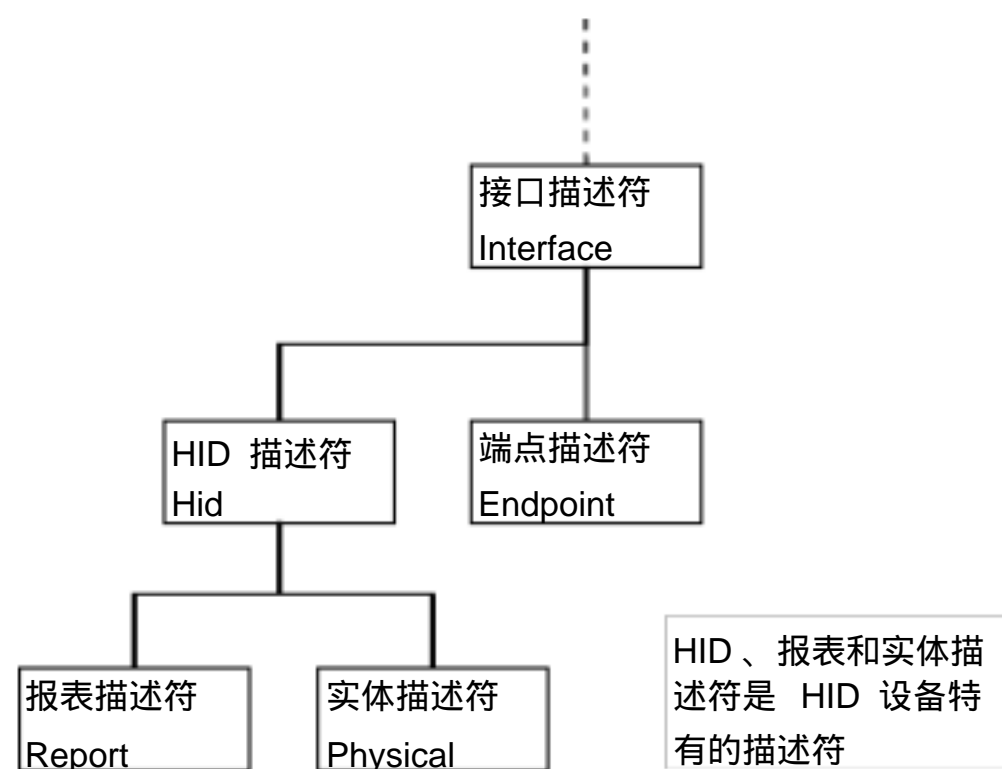 接口描述符
Interface
HID 描述符
Hid
端点描述符
Endpoint
报表描述符
Report
实体描述符
Physical
HID 、报表和实体描
述符是 HID 设备特
有的描述符